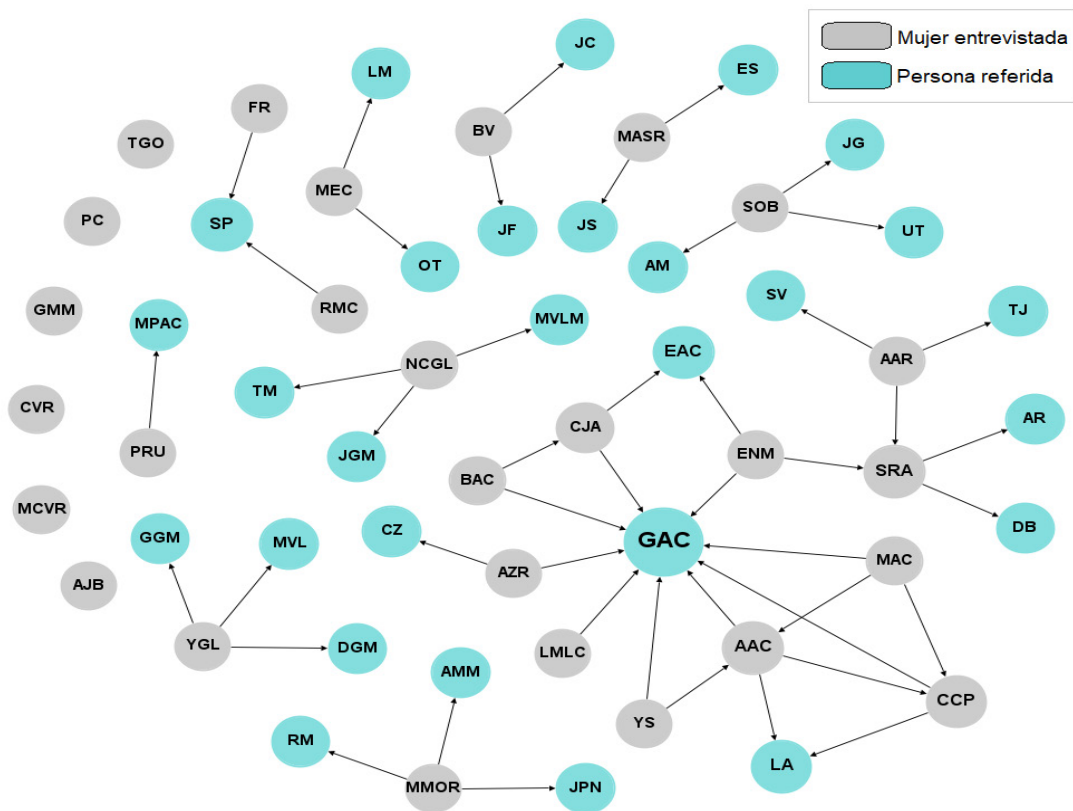 Mujer entrevistada
Persona referida
JC
ES
LM
FR
BV
MASR
TGO
JG
MEC
SOB
PC
SP
JS
JF
UT
OT
AM
SV
GMM
RMC
TJ
MPAC
MVLM
EAC
AAR
NCGL
TM
CVR
AR
CJA
PRU
JGM
ENM
SRA
BAC
MCVR
CZ
DB
GGM
MVL
GAC
MAC
AZR
AJB
YGL
DGM
LMLC
AAC
AMM
CCP
YS
RM
LA
MMOR
JPN